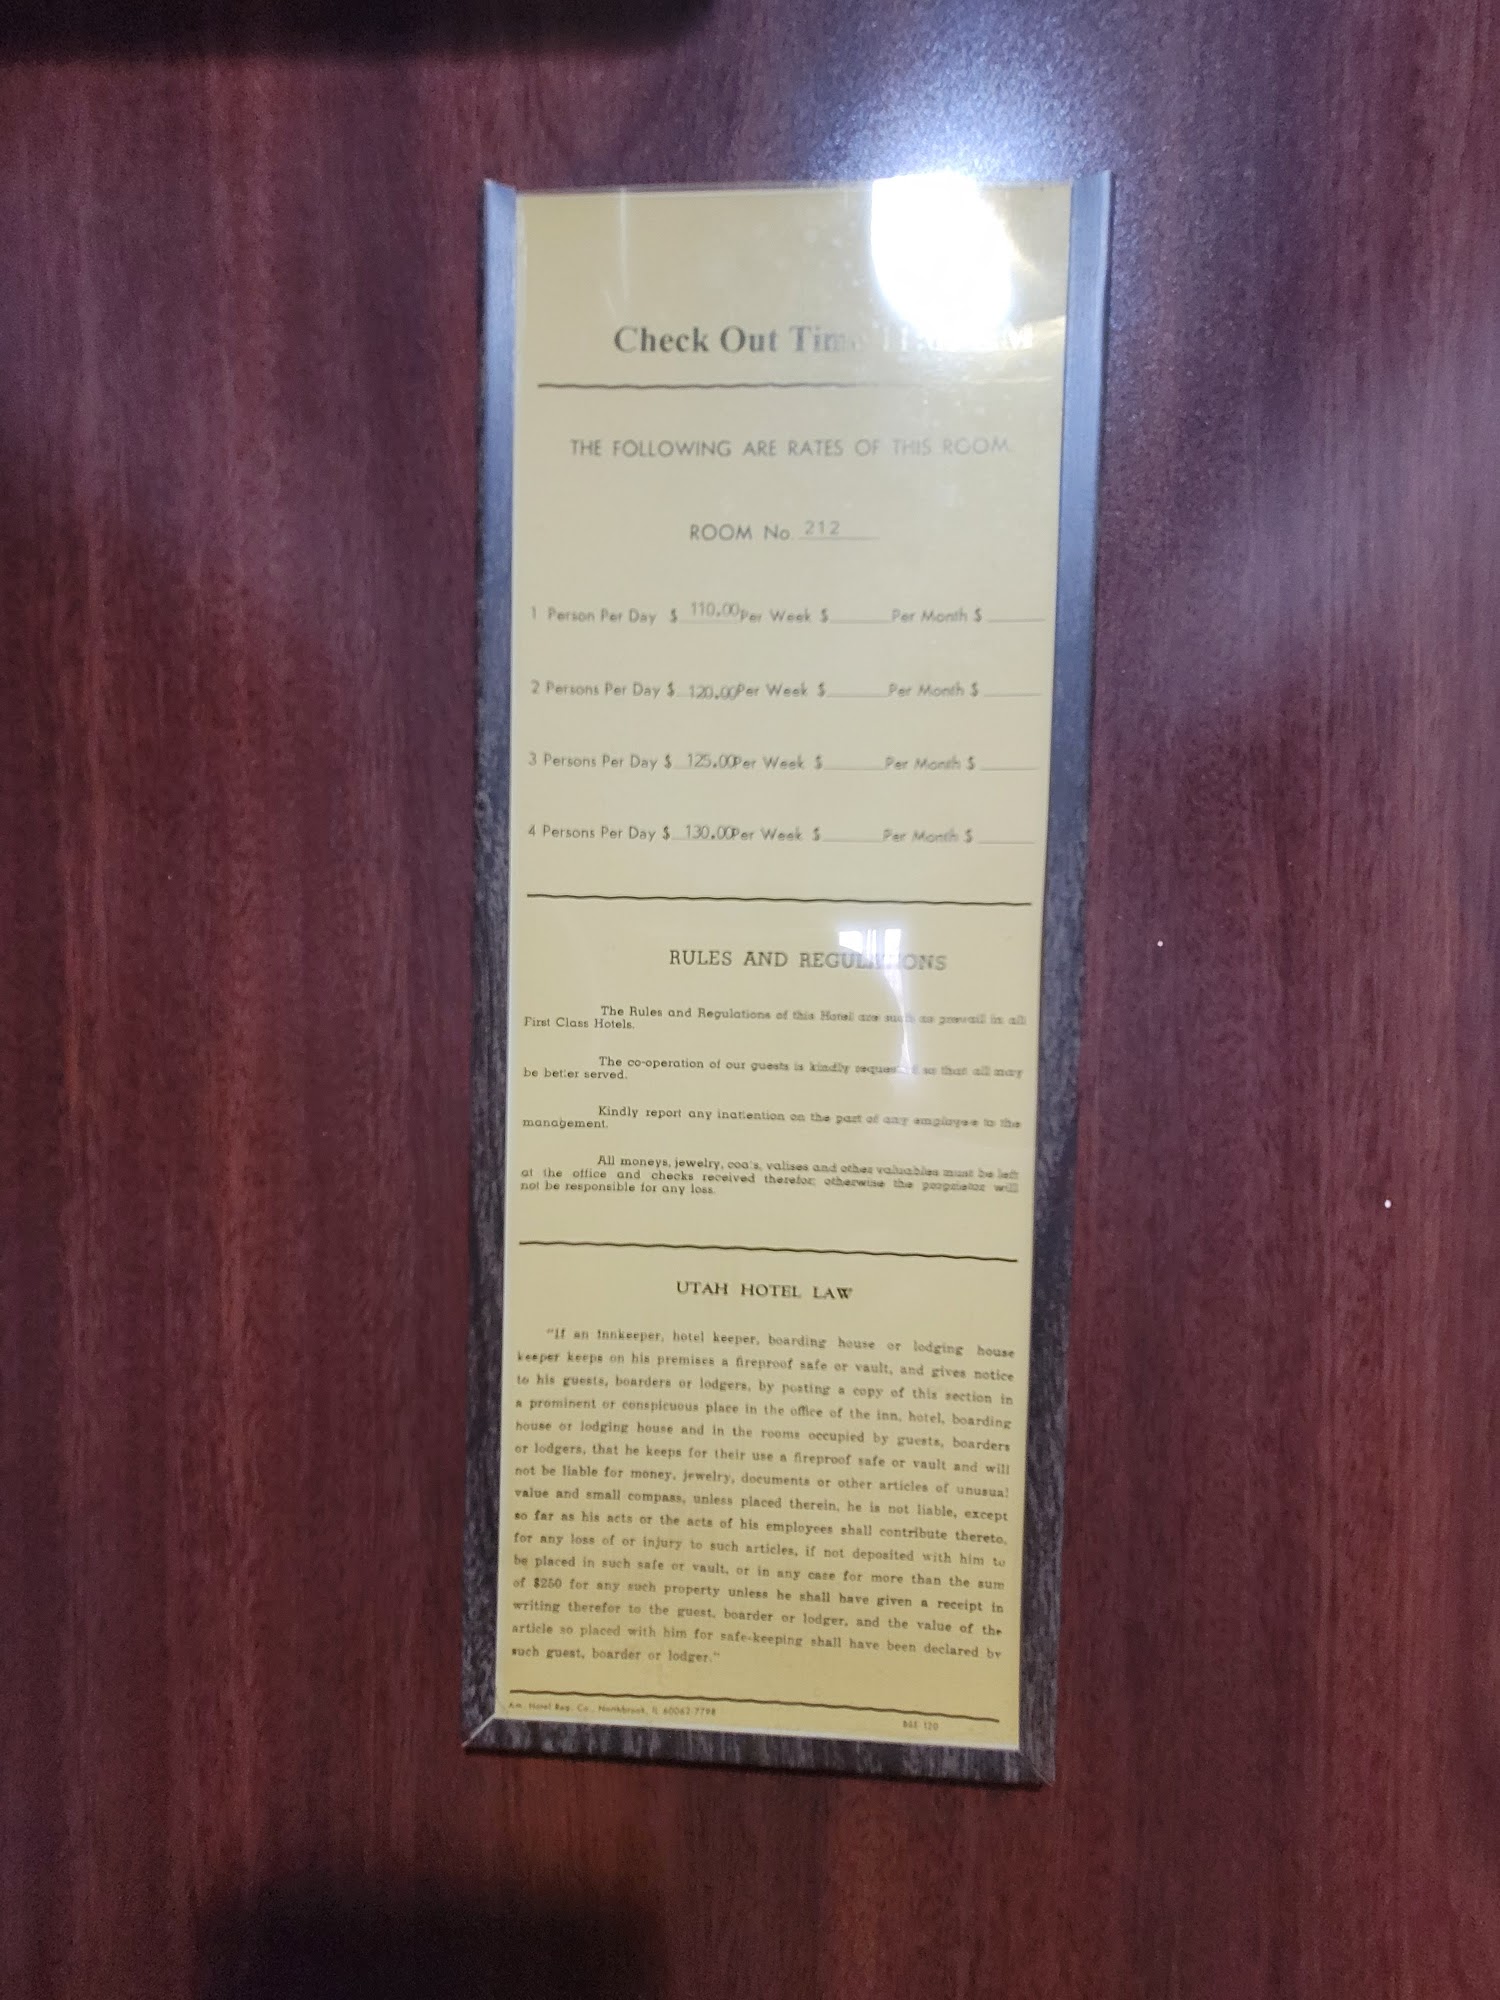 Check Out Time
THE FOLLOWING ARE RATES OF THIS ROOM
ROOM No. 212
1 Person Per Day $ 110.00 Per Week $ Per Month $
2 Persons Per Day $ 120.00 Per Week $ Per Month $
3 Persons Per Day $ 125.00 Per Week $ Per Month $
4 Persons Per Day $ 130.00 Per Week $ Per Month $
RULES AND REGULATIONS
The Rules and Regulations of this Hotel are such as prevail in all
First Class Hotels.
The co-operation of our guests is kindly requested so that all may
be better served.
Kindly report any inattention on the part of any employee to the
management.
All moneys, jewelry, coats, valises and other valuables must be left
at the office and checks received therefor; otherwise the proprietor will
not be responsible for any loss.
UTAH HOTEL LAW
"If an innkeeper, hotel keeper, boarding house or lodging house
keeper keeps on his premises a fireproof safe or vault, and gives notice
to his guests, boarders or lodgers, by posting a copy of this section in
a prominent or conspicuous place in the office of the inn, hotel, boarding
house or lodging house and in the rooms occupied by guests, boarders
or lodgers, that he keeps for their use a fireproof safe or vault and will
not be liable for money, jewelry, documents or other articles of unusual
value and small compass, unless placed therein, he is not liable, except
so far as his acts or the acts of his employees shall contribute thereto,
for any loss of or injury to such articles, if not deposited with him to
be placed in such safe or vault, or in any case for more than the sum
of $250 for any such property unless he shall have given a receipt in
writing therefor to the guest, boarder or lodger, and the value of the
article so placed with him for safe-keeping shall have been declared by
such guest, boarder or lodger."
Am. Hotel Reg. Co., Northbrook, IL 60062-7798
120